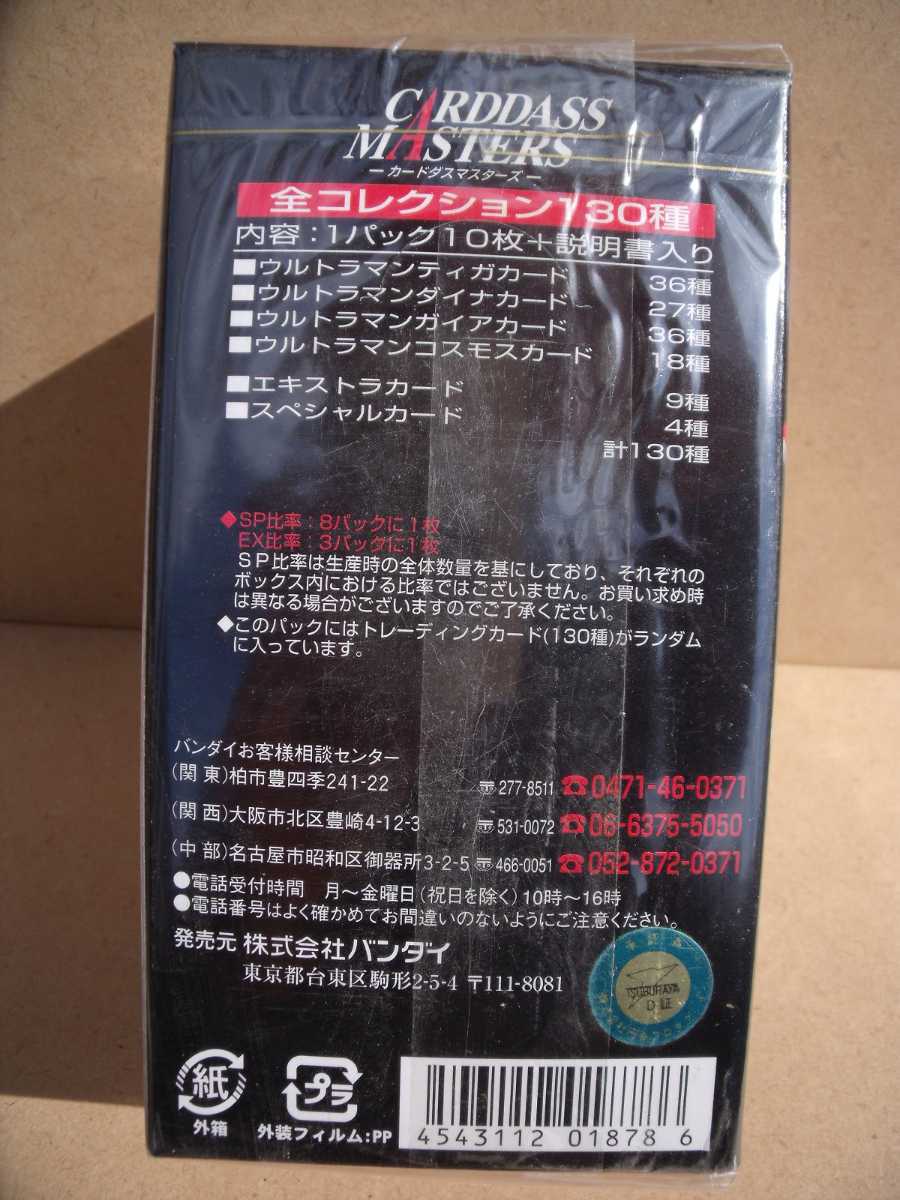 CARDDASS
MASTERS
―カードダスマスターズ―
全コレクション130種
内容:1パック10枚+説明書入り
■ウルトラマンティガカード 36種
■ウルトラマンダイナカード 27種
■ウルトラマンガイアカード 36種
■ウルトラマンコスモスカード 18種
■エキストラカード 9種
■スペシャルカード 4種
計130種
◆SP比率:8パックに1枚
EX比率:3パックに1枚
SP比率は生産時の全体数量を基にしており、それぞれの
ボックス内における比率ではございません。お買い求め時
は異なる場合がございますのでご了承ください。
◆このパックにはトレーディングカード(130種)がランダム
に入っています。
バンダイお客様相談センター
(関東)柏市豊四季241-22 〒277-8511 ☎0471-46-0371
(関西)大阪市北区豊崎4-12-3 〒531-0072 ☎06-6375-5050
(中部)名古屋市昭和区御器所3-2-5 〒466-0051 ☎052-872-0371
●電話受付時間 月〜金曜日(祝日を除く)10時〜16時
●電話番号はよく確かめてお間違いのないようにご注意ください。
発売元 株式会社バンダイ
東京都台東区駒形2-5-4 〒111-8081
TSUBURAYA
紙
外箱
プラ
外装フィルム:PP
4543112 01878 6